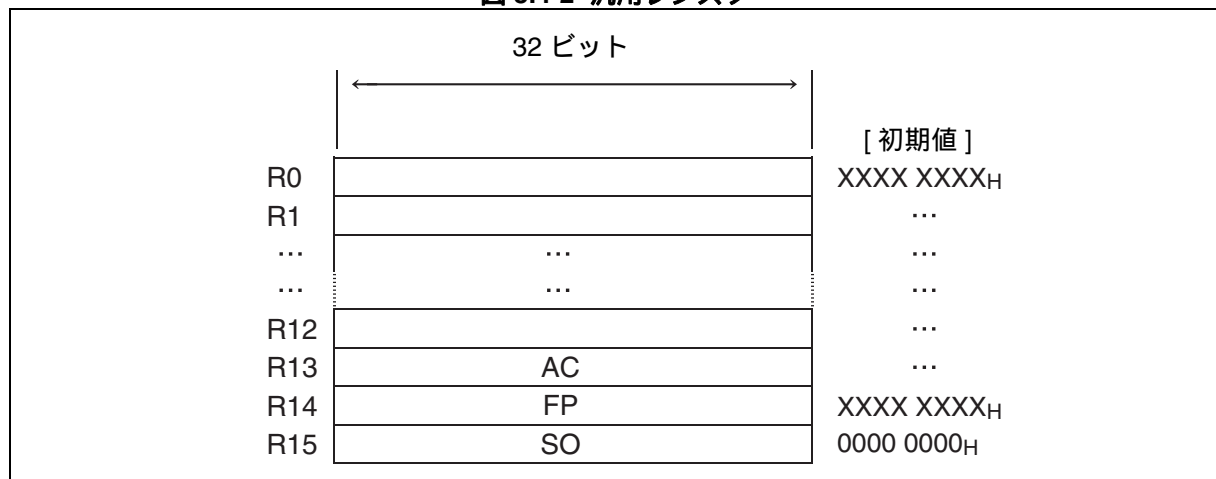 32 ビット
[ 初期値 ]
R0 XXXX XXXXH
R1 …
… … …
… … …
R12 …
R13 AC …
R14 FP XXXX XXXXH
R15 SO 0000 0000H